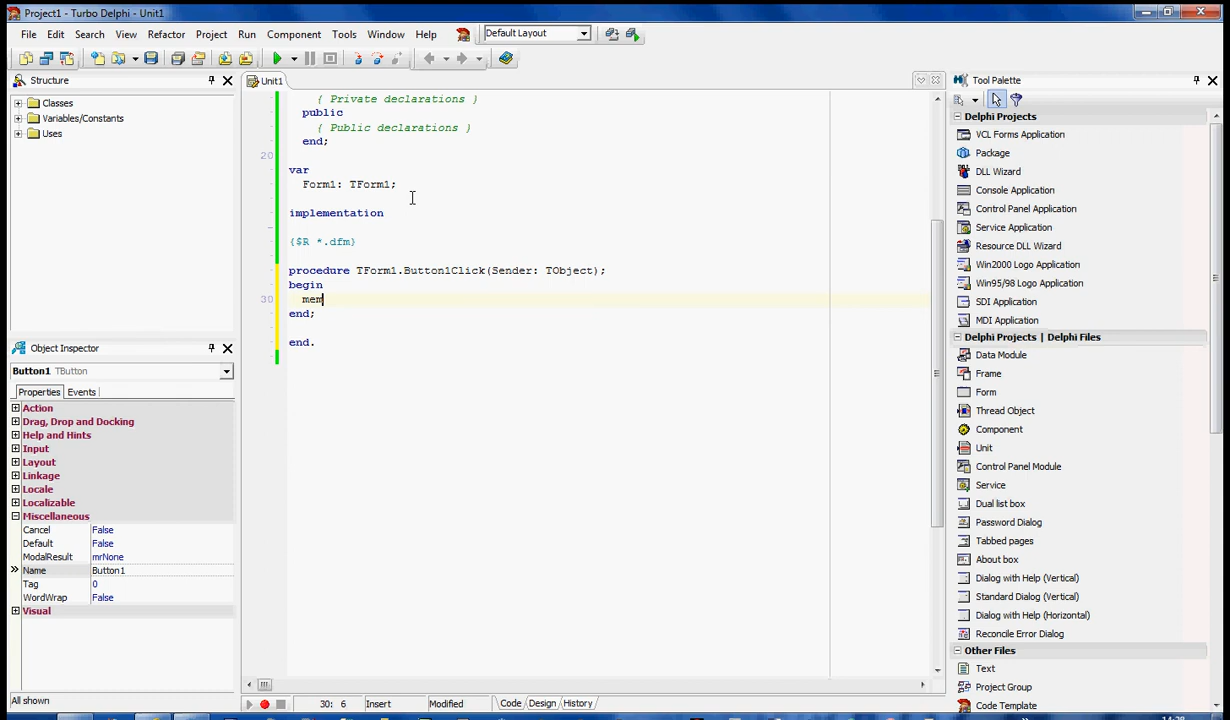 Project1 - Turbo Delphi - Unit1
File Edit Search View Refactor Project Run Component Tools Window Help
Default Layout
Structure
Classes
Variables/Constants
Uses
Object Inspector
Button1 TButton
Properties Events
Action
Drag, Drop and Docking
Help and Hints
Input
Layout
Linkage
Locale
Localizable
Miscellaneous
Cancel False
Default False
ModalResult mrNone
Name Button1
Tag 0
WordWrap False
Visual
All shown
Unit1
{ Private declarations }
public
{ Public declarations }
end;
20
var
Form1: TForm1;
implementation
{$R *.dfm}
procedure TForm1.Button1Click(Sender: TObject);
begin
30 mem
end;
end.
30: 6 Insert Modified Code Design History
Tool Palette
Delphi Projects
VCL Forms Application
Package
DLL Wizard
Console Application
Control Panel Application
Service Application
Resource DLL Wizard
Win2000 Logo Application
Win95/98 Logo Application
SDI Application
MDI Application
Delphi Projects | Delphi Files
Data Module
Frame
Form
Thread Object
Component
Unit
Control Panel Module
Service
Dual list box
Password Dialog
Tabbed pages
About box
Dialog with Help (Vertical)
Standard Dialog (Vertical)
Dialog with Help (Horizontal)
Reconcile Error Dialog
Other Files
Text
Project Group
Code Template